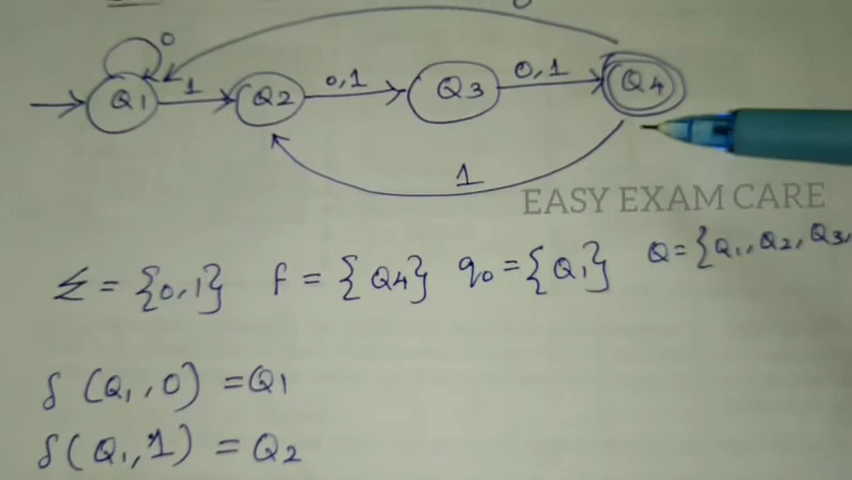 0
0
Q1 1 Q2 0,1 Q3 0,1 Q4
1
EASY EXAM CARE
Σ = {0,1} F = {Q4} q0 = {Q1} Q = {Q1, Q2, Q3,
δ (Q1, 0) = Q1
δ (Q1, 1) = Q2